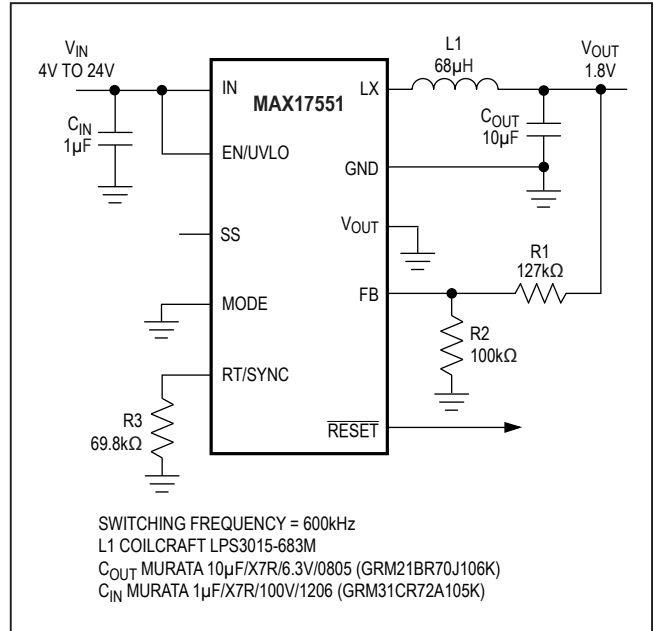 V_IN
4V TO 24V
C_IN
1µF
IN
MAX17551
LX
L1
68µH
V_OUT
1.8V
C_OUT
10µF
EN/UVLO
GND
SS
V_OUT
MODE
FB
R1
127kΩ
R2
100kΩ
RT/SYNC
R3
69.8kΩ
RESET
SWITCHING FREQUENCY = 600kHz
L1 COILCRAFT LPS3015-683M
C_OUT MURATA 10µF/X7R/6.3V/0805 (GRM21BR70J106K)
C_IN MURATA 1µF/X7R/100V/1206 (GRM31CR72A105K)